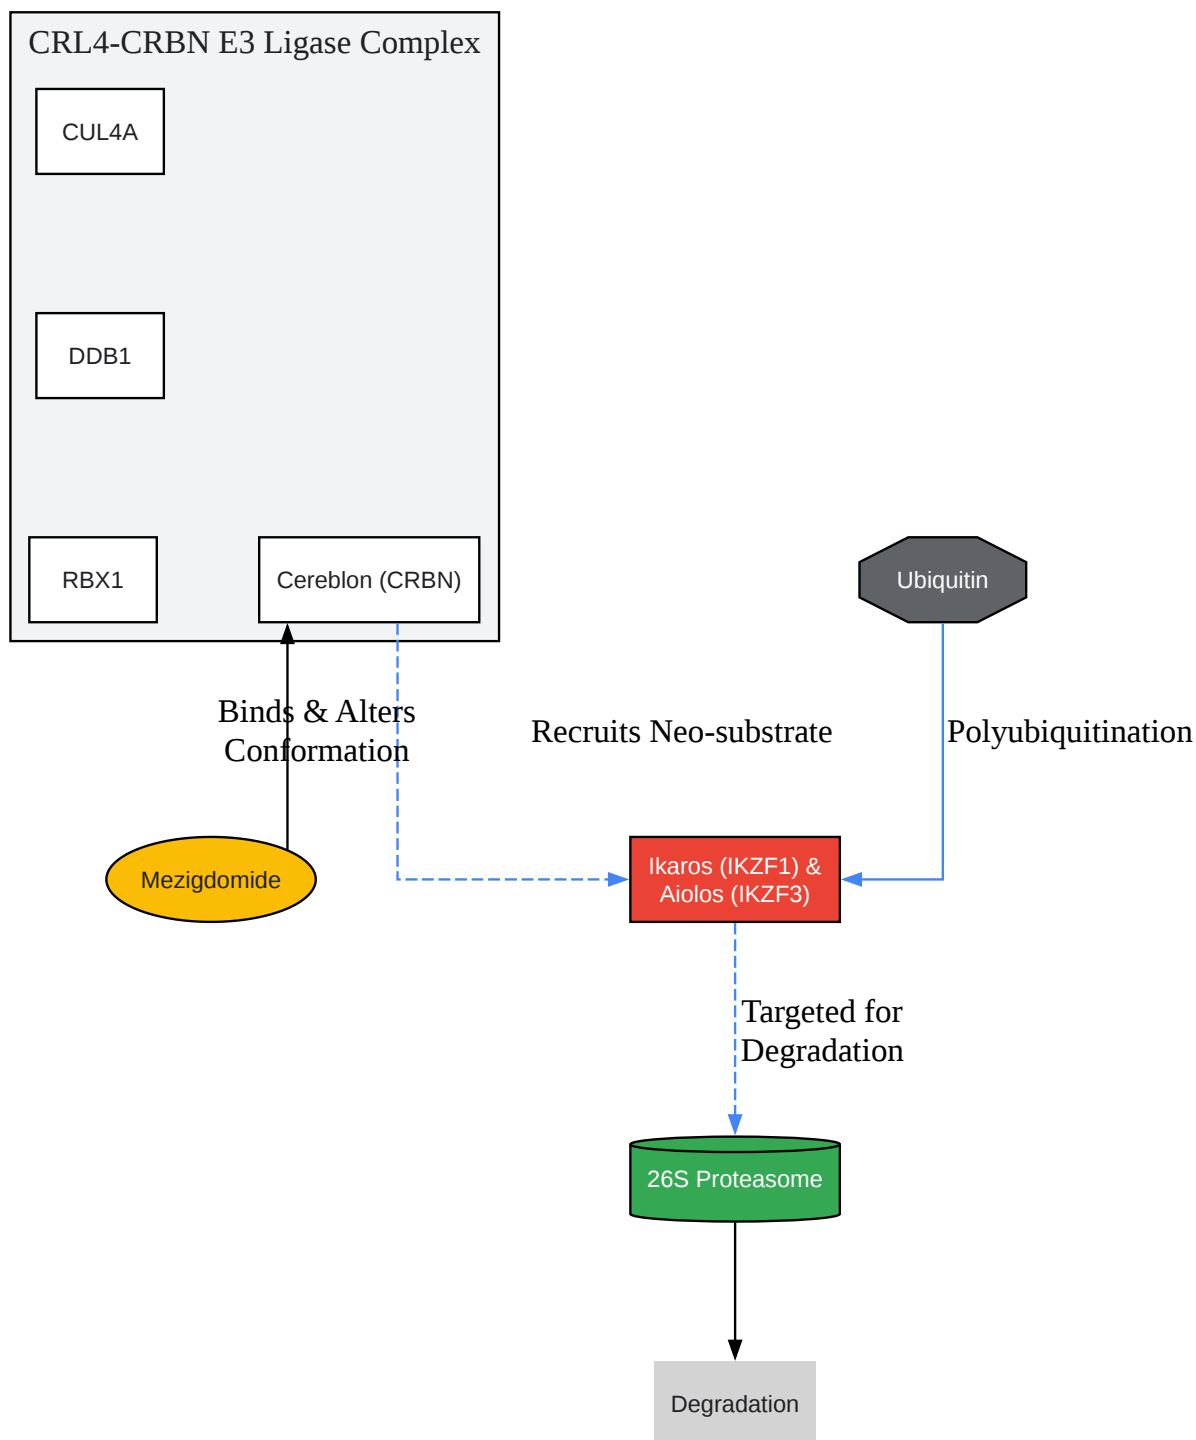 CRL4-CRBN E3 Ligase Complex
CUL4A
DDB1
RBX1
Cereblon (CRBN)
Ubiquitin
Binds & Alters
Conformation
Recruits Neo-substrate
Polyubiquitination
Mezigdomide
Ikaros (IKZF1) &
Aiolos (IKZF3)
Targeted for
Degradation
26S Proteasome
Degradation